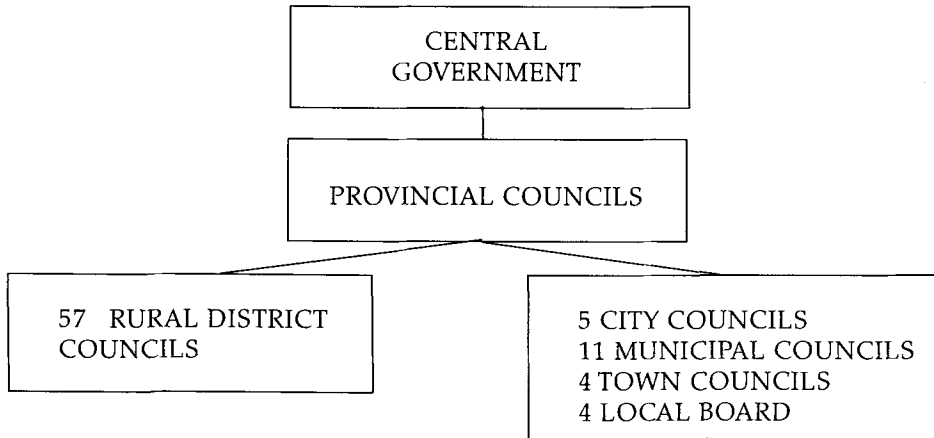 CENTRAL
GOVERNMENT
PROVINCIAL COUNCILS
57 RURAL DISTRICT
COUNCILS
5 CITY COUNCILS
11 MUNICIPAL COUNCILS
4 TOWN COUNCILS
4 LOCAL BOARD